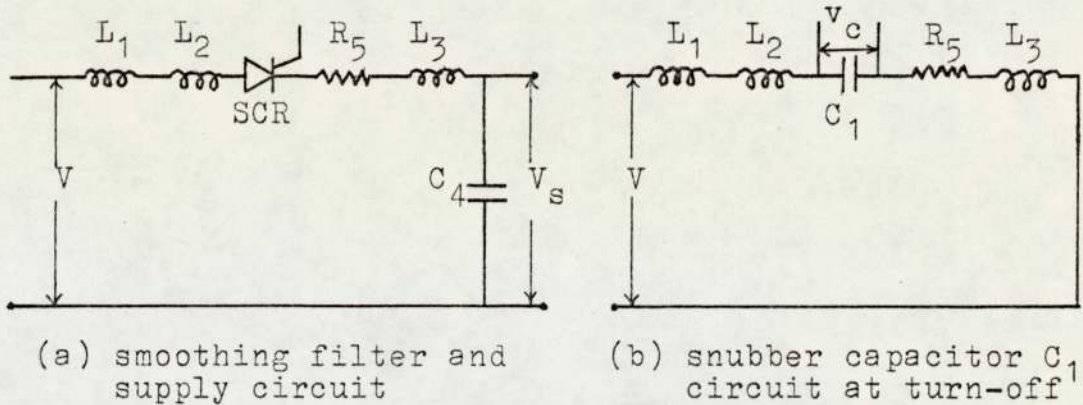 L₁ L₂ R₅ L₃
SCR
V C₄ Vₛ
(a) smoothing filter and
supply circuit
L₁ L₂ v_c R₅ L₃
C₁
V
(b) snubber capacitor C₁
circuit at turn-off